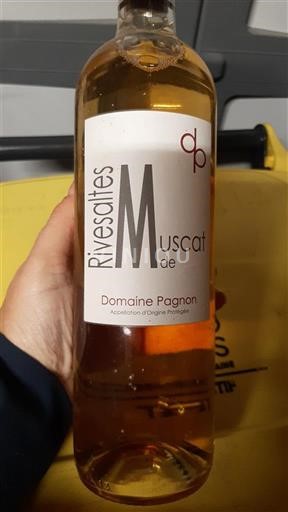 dp
Muscat
de
Rivesaltes
Domaine Pagnon
Appellation d'Origine Protégée